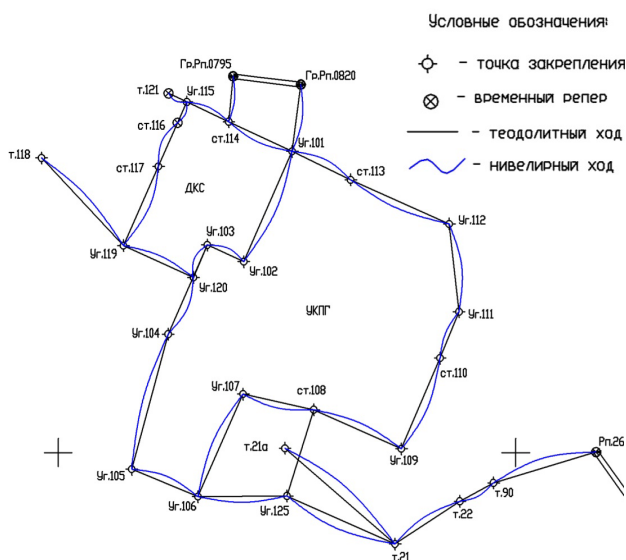 Условные обозначения:
– точка закрепления
– временный репер
– теодолитный ход
– нивелирный ход
Гр.Рп.0795
Гр.Рп.0820
т.121
Уг.115
ст.116
ст.114
Уг.101
т.118
ст.117
ст.113
ДКС
Уг.112
Уг.103
Уг.119
Уг.102
Уг.120
УКПГ
Уг.111
Уг.104
ст.110
Уг.107
ст.108
т.21а
Уг.109
Рп.26
Уг.105
т.90
Уг.106
Уг.125
т.22
т.21